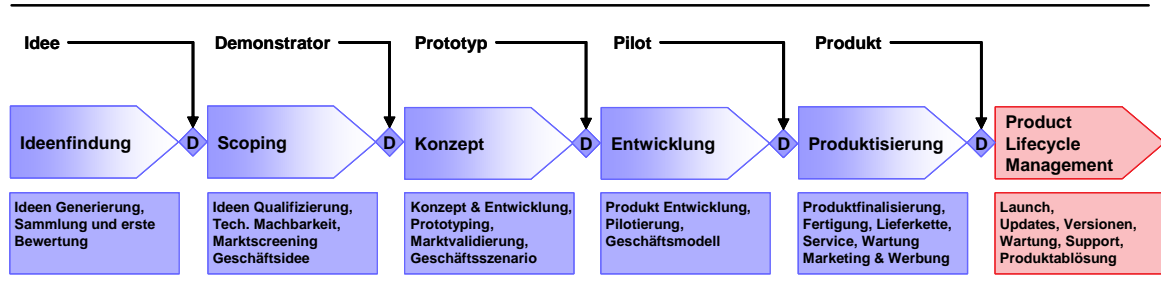 Idee
Demonstrator
Prototyp
Pilot
Produkt
Ideenfindung
D
Scoping
D
Konzept
D
Entwicklung
D
Produktisierung
D
Product
Lifecycle
Management
Ideen Generierung,
Sammlung und erste
Bewertung
Ideen Qualifizierung,
Tech. Machbarkeit,
Marktscreening
Geschäftsidee
Konzept & Entwicklung,
Prototyping,
Marktvalidierung,
Geschäftsszenario
Produkt Entwicklung,
Pilotierung,
Geschäftsmodell
Produktfinalisierung,
Fertigung, Lieferkette,
Service, Wartung
Marketing & Werbung
Launch,
Updates, Versionen,
Wartung, Support,
Produktablösung